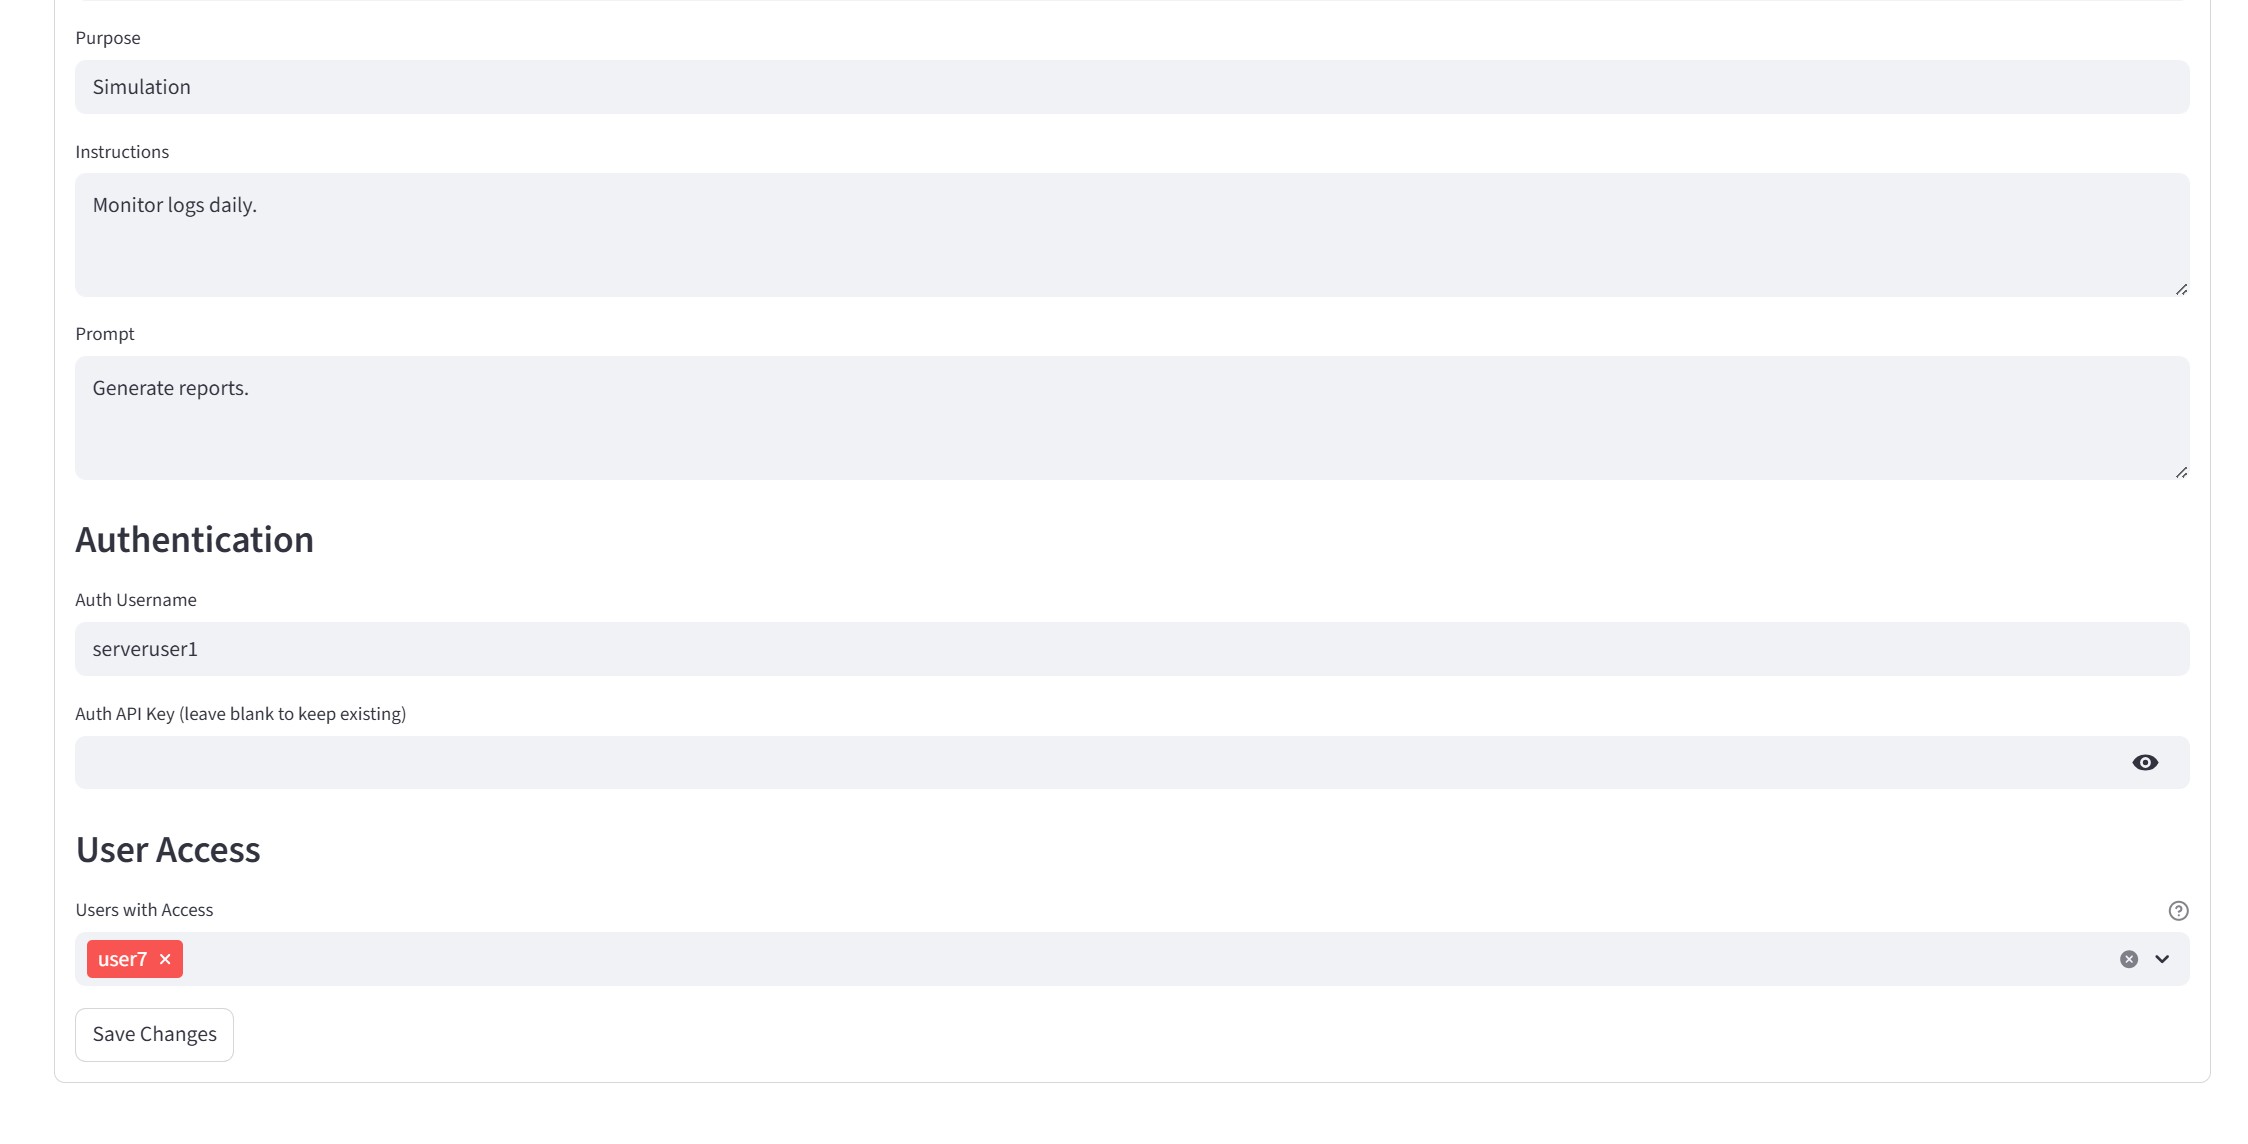 Purpose
Simulation
Instructions
Monitor logs daily.
Prompt
Generate reports.
Authentication
Auth Username
serveruser1
Auth API Key (leave blank to keep existing)
User Access
Users with Access
user7
Save Changes